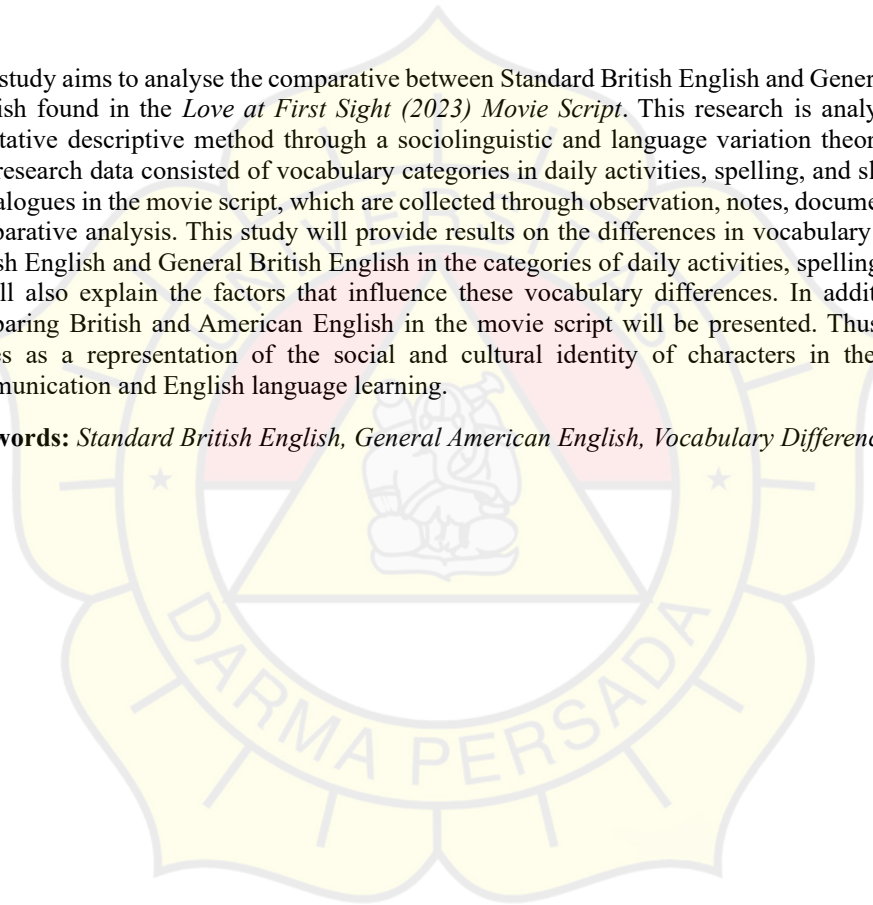 study aims to analyse the comparative between Standard British English and Gener
ish found in the Love at First Sight (2023) Movie Script. This research is analy
tative descriptive method through a sociolinguistic and language variation theor
research data consisted of vocabulary categories in daily activities, spelling, and sl
alogues in the movie script, which are collected through observation, notes, docume
parative analysis. This study will provide results on the differences in vocabulary
sh English and General British English in the categories of daily activities, spelling
ll also explain the factors that influence these vocabulary differences. In addit
paring British and American English in the movie script will be presented. Thus
es as a representation of the social and cultural identity of characters in the
munication and English language learning.
words: Standard British English, General American English, Vocabulary Differenc
UNIVERSITAS
DARMA PERSADA